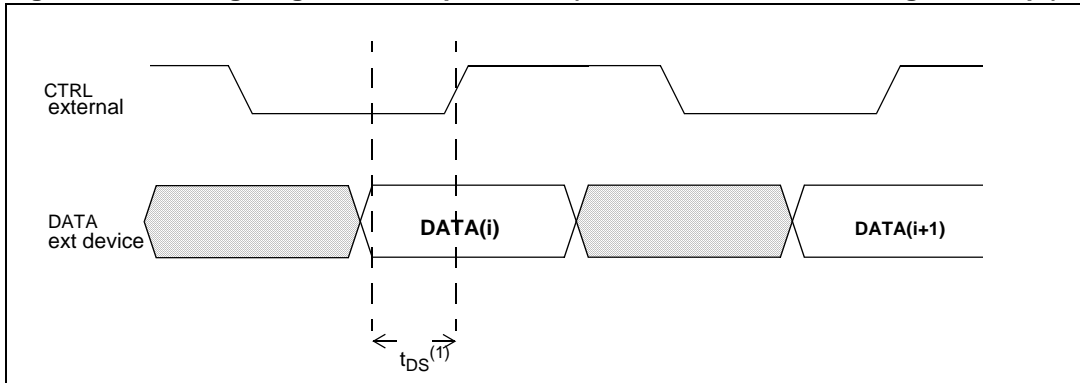 CTRL
external
DATA
ext device
DATA(i)
DATA(i+1)
tDS(1)